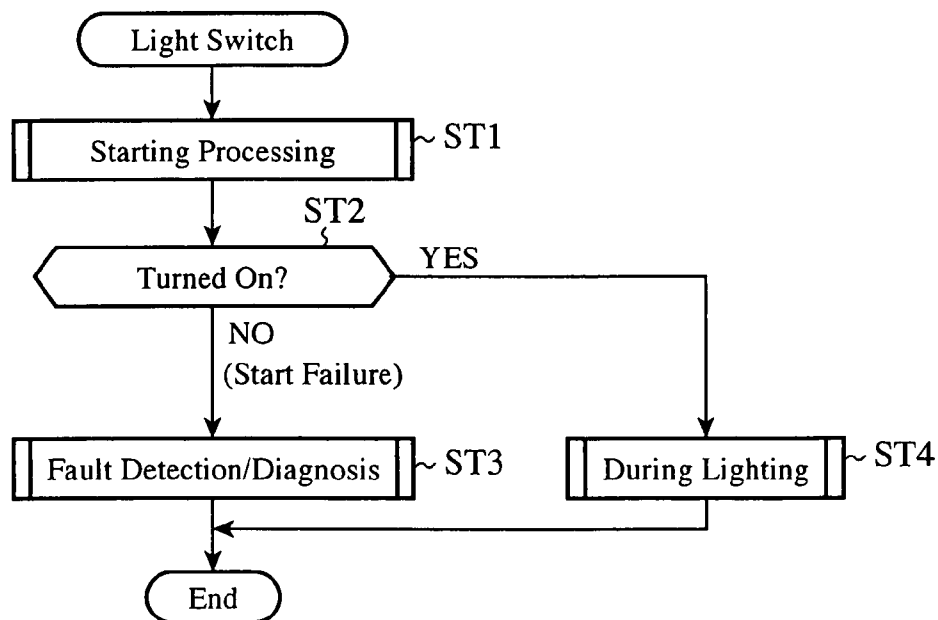 Light Switch
Starting Processing
ST1
ST2
Turned On?
YES
NO
(Start Failure)
Fault Detection/Diagnosis
ST3
During Lighting
ST4
End